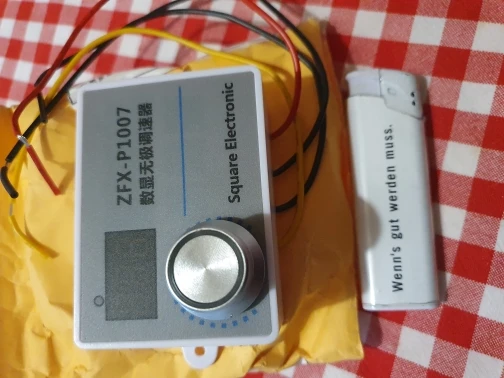 ZFX-P1007
数显无极调速器
Square Electronic
Wenn's gut werden muss.